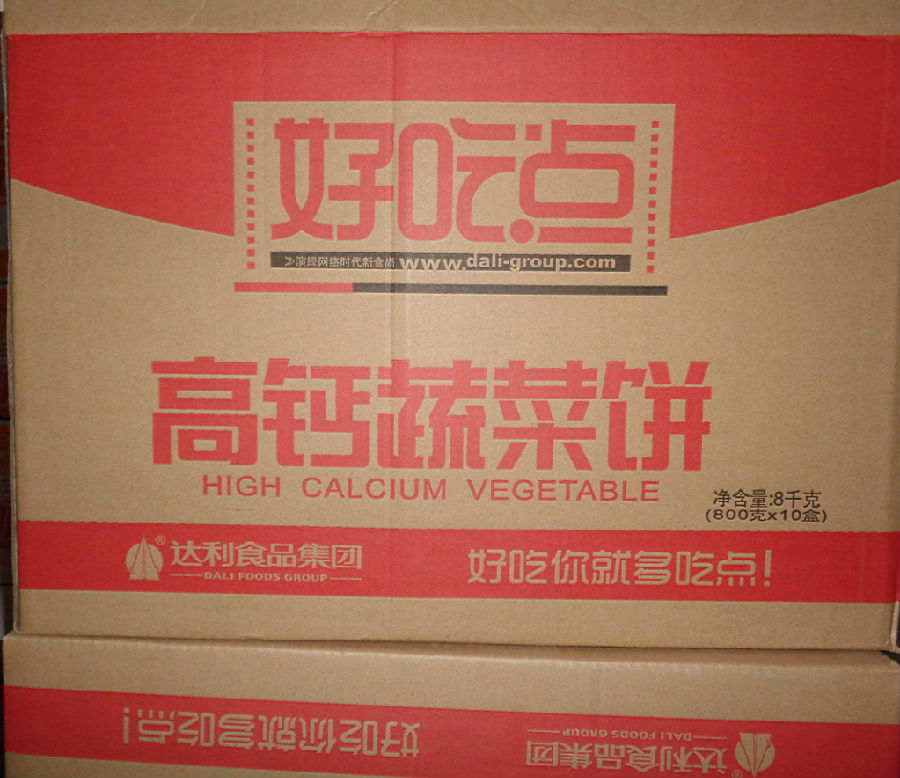 好吃点
>演绎网络时代新食尚 www.dali-group.com
高钙蔬菜饼
HIGH CALCIUM VEGETABLE
净含量:8千克
(800克x10盒)
®达利食品集团
DALI FOODS GROUP
好吃你就多吃点!
好吃你就多吃点!
达利食品集团
DALI FOODS GROUP